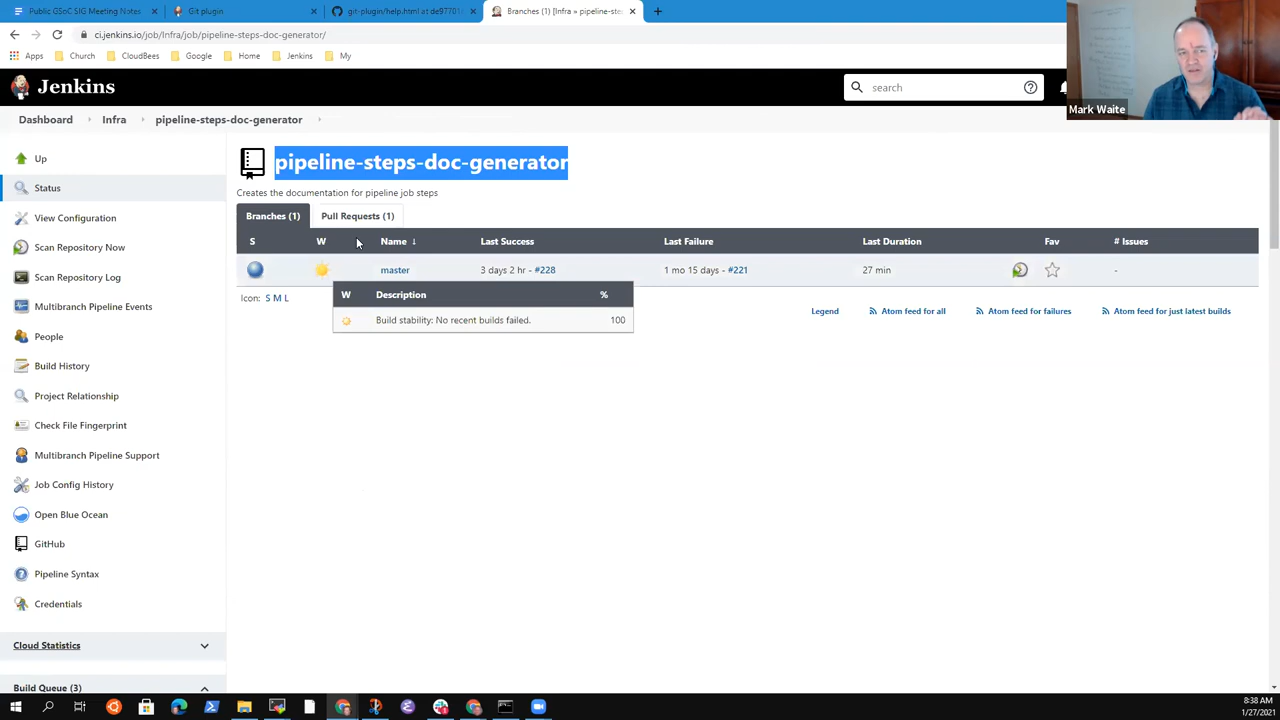 Public GSoC SIG Meeting Notes
Git plugin
git-plugin/help.html at de97701
Branches (1) [Infra » pipeline-ste
ci.jenkins.io/job/Infra/job/pipeline-steps-doc-generator/
Apps
Church
CloudBees
Google
Home
Jenkins
My
Mark Waite
Jenkins
search
Dashboard
Infra
pipeline-steps-doc-generator
Up
Status
View Configuration
Scan Repository Now
Scan Repository Log
Multibranch Pipeline Events
People
Build History
Project Relationship
Check File Fingerprint
Multibranch Pipeline Support
Job Config History
Open Blue Ocean
GitHub
Pipeline Syntax
Credentials
Cloud Statistics
Build Queue (3)
pipeline-steps-doc-generator
Creates the documentation for pipeline job steps
Branches (1) Pull Requests (1)
S W Name ↓ Last Success Last Failure Last Duration Fav # Issues
master 3 days 2 hr - #228 1 mo 15 days - #221 27 min -
W Description %
Build stability: No recent builds failed. 100
Icon: S M L
Legend Atom feed for all Atom feed for failures Atom feed for just latest builds
8:38 AM
1/27/2021